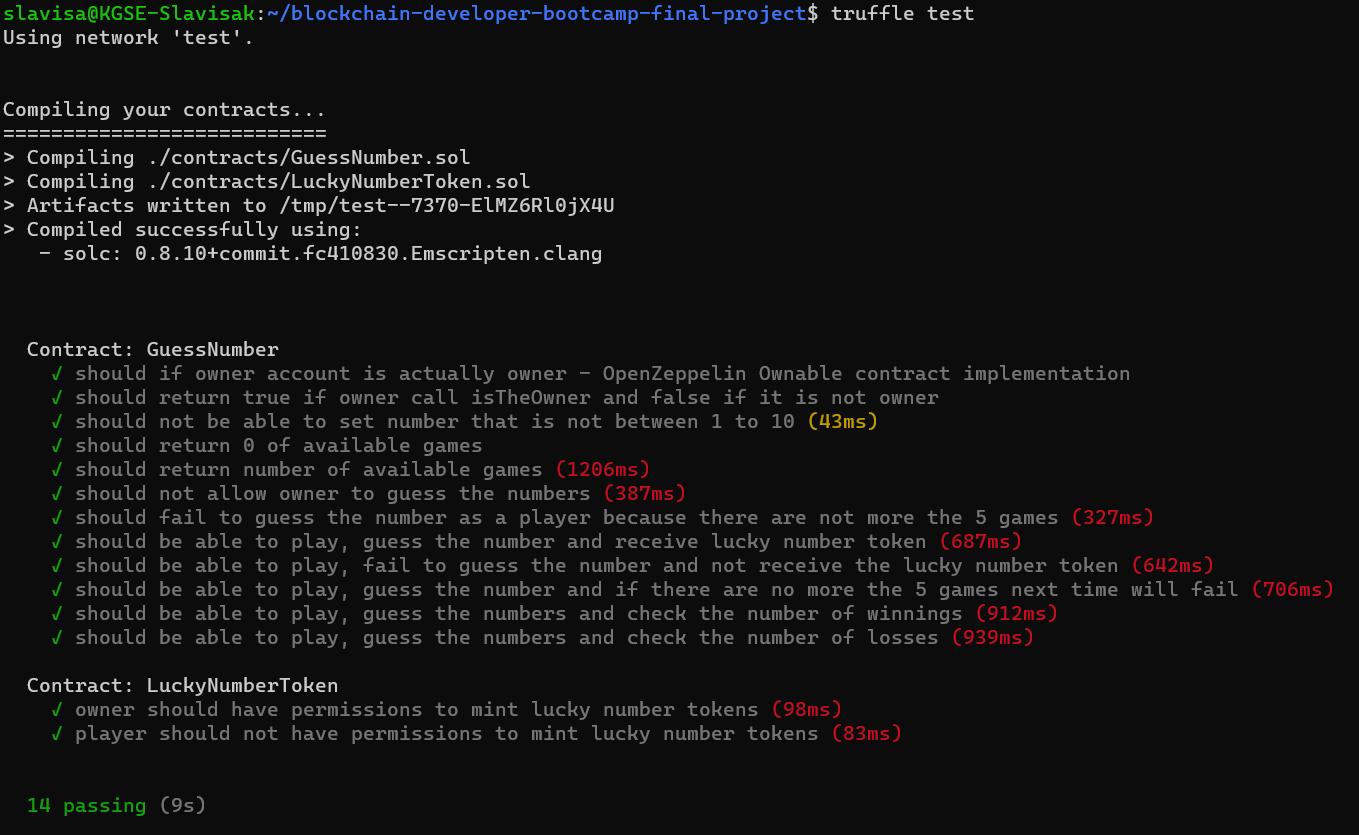 slavisa@KGSE-Slavisak:~/blockchain-developer-bootcamp-final-project$ truffle test
Using network 'test'.
Compiling your contracts...
===========================
> Compiling ./contracts/GuessNumber.sol
> Compiling ./contracts/LuckyNumberToken.sol
> Artifacts written to /tmp/test--7370-ElMZ6Rl0jX4U
> Compiled successfully using:
- solc: 0.8.10+commit.fc410830.Emscripten.clang
Contract: GuessNumber
✓ should if owner account is actually owner - OpenZeppelin Ownable contract implementation
✓ should return true if owner call isTheOwner and false if it is not owner
✓ should not be able to set number that is not between 1 to 10 (43ms)
✓ should return 0 of available games
✓ should return number of available games (1206ms)
✓ should not allow owner to guess the numbers (387ms)
✓ should fail to guess the number as a player because there are not more the 5 games (327ms)
✓ should be able to play, guess the number and receive lucky number token (687ms)
✓ should be able to play, fail to guess the number and not receive the lucky number token (642ms)
✓ should be able to play, guess the number and if there are no more the 5 games next time will fail (706ms)
✓ should be able to play, guess the numbers and check the number of winnings (912ms)
✓ should be able to play, guess the numbers and check the number of losses (939ms)
Contract: LuckyNumberToken
✓ owner should have permissions to mint lucky number tokens (98ms)
✓ player should not have permissions to mint lucky number tokens (83ms)
14 passing (9s)